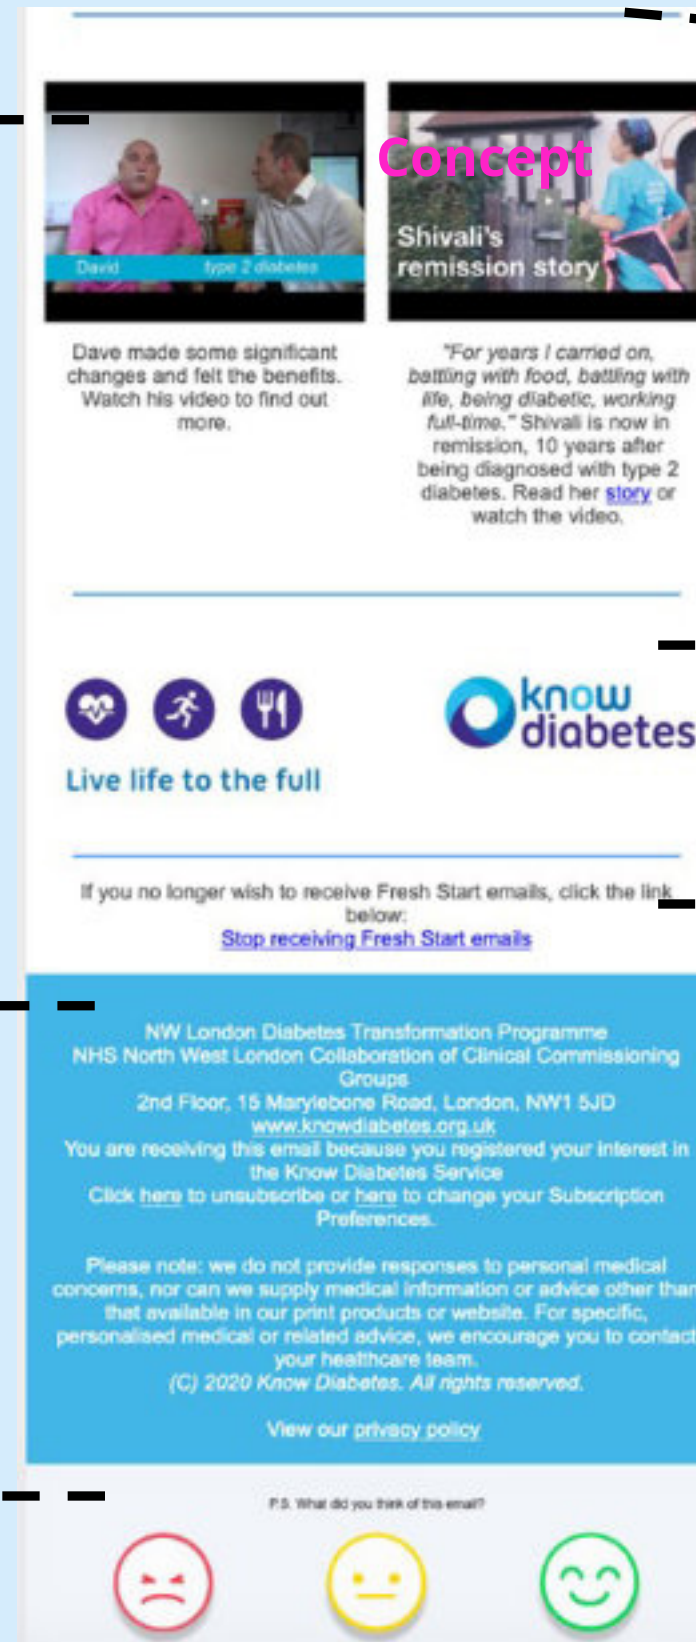 Concept
David type 2 diabetes
Shivali's
remission story
Dave made some significant
changes and felt the benefits.
Watch his video to find out
more.
"For years I carried on,
battling with food, battling with
life, being diabetic, working
full-time." Shivali is now in
remission, 10 years after
being diagnosed with type 2
diabetes. Read her story or
watch the video.
Live life to the full
know
diabetes
If you no longer wish to receive Fresh Start emails, click the link
below:
Stop receiving Fresh Start emails
NW London Diabetes Transformation Programme
NHS North West London Collaboration of Clinical Commissioning
Groups
2nd Floor, 15 Marylebone Road, London, NW1 5JD
www.knowdiabetes.org.uk
You are receiving this email because you registered your interest in
the Know Diabetes Service
Click here to unsubscribe or here to change your Subscription
Preferences.
Please note: we do not provide responses to personal medical
concerns, nor can we supply medical information or advice other than
that available in our print products or website. For specific,
personalised medical or related advice, we encourage you to contact
your healthcare team.
(C) 2020 Know Diabetes. All rights reserved.
View our privacy policy
P.S. What did you think of this email?